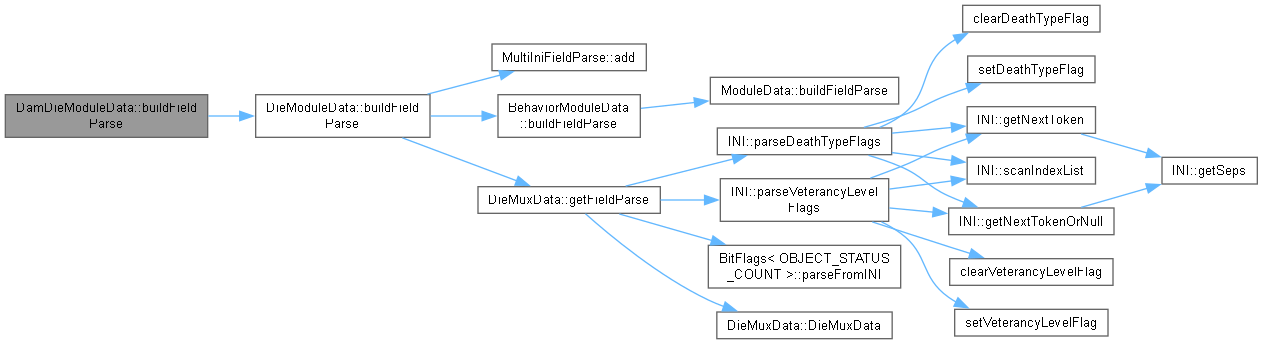 DamDieModuleData::buildField
Parse
DieModuleData::buildField
Parse
MultiIniFieldParse::add
BehaviorModuleData
::buildFieldParse
ModuleData::buildFieldParse
DieMuxData::getFieldParse
INI::parseDeathTypeFlags
INI::parseVeterancyLevel
Flags
BitFlags< OBJECT_STATUS
_COUNT >::parseFromINI
DieMuxData::DieMuxData
clearDeathTypeFlag
setDeathTypeFlag
INI::getNextToken
INI::scanIndexList
INI::getNextTokenOrNull
clearVeterancyLevelFlag
setVeterancyLevelFlag
INI::getSeps